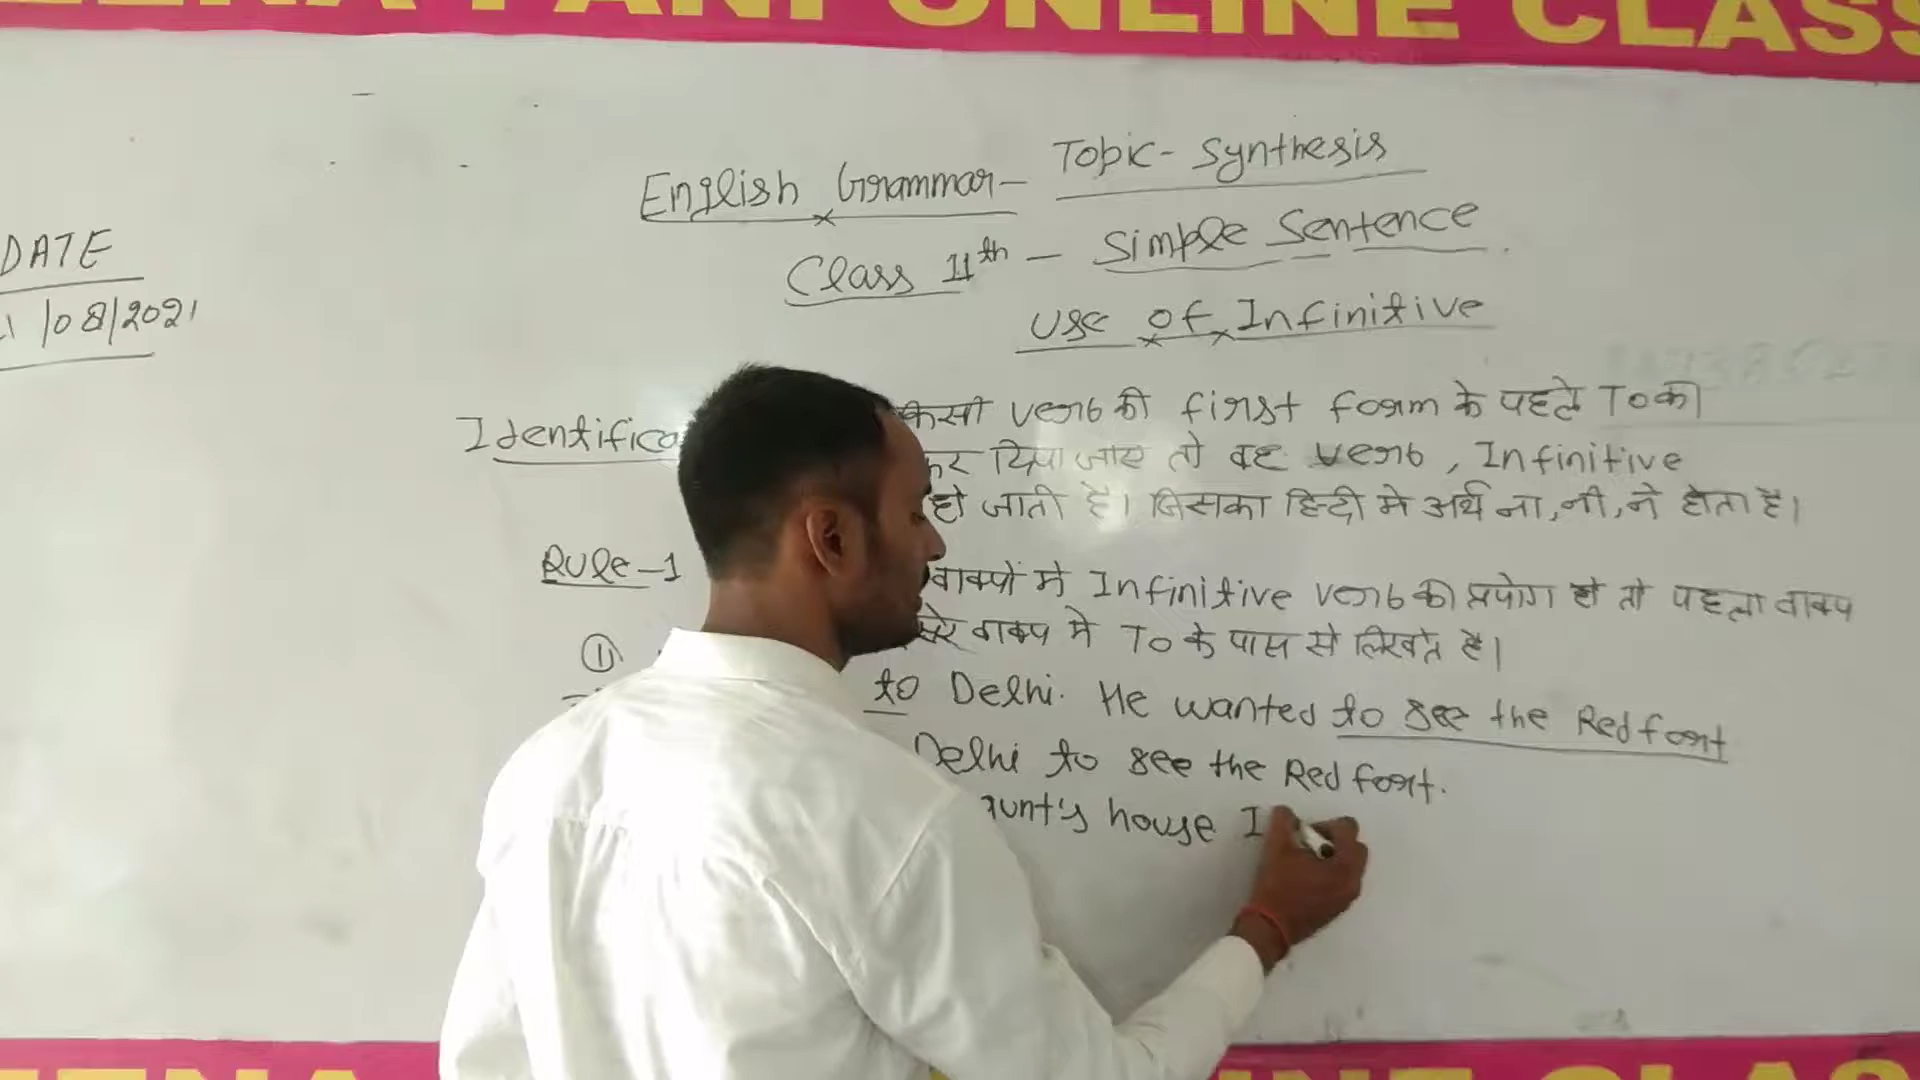 ONLINE CLASS
Topic- Synthesis
English Grammar-
Class 11th - Simple Sentence
DATE
/08/2021
Use of Infinitive
Identifica
किसी verb की first form के पहले To का
कर दिया जाए तो वह verb, Infinitive
हो जाती है। जिसका हिन्दी मे अर्थ ना, नी, ने होता है।
Rule-1
वाक्यों मे Infinitive verb की प्रयोग हो तो पहला वाक्य
वाक्य मे To के पास से लिखते है।
①
to Delhi. He wanted to see the Red fort
Delhi to see the Red fort.
aunt's house I